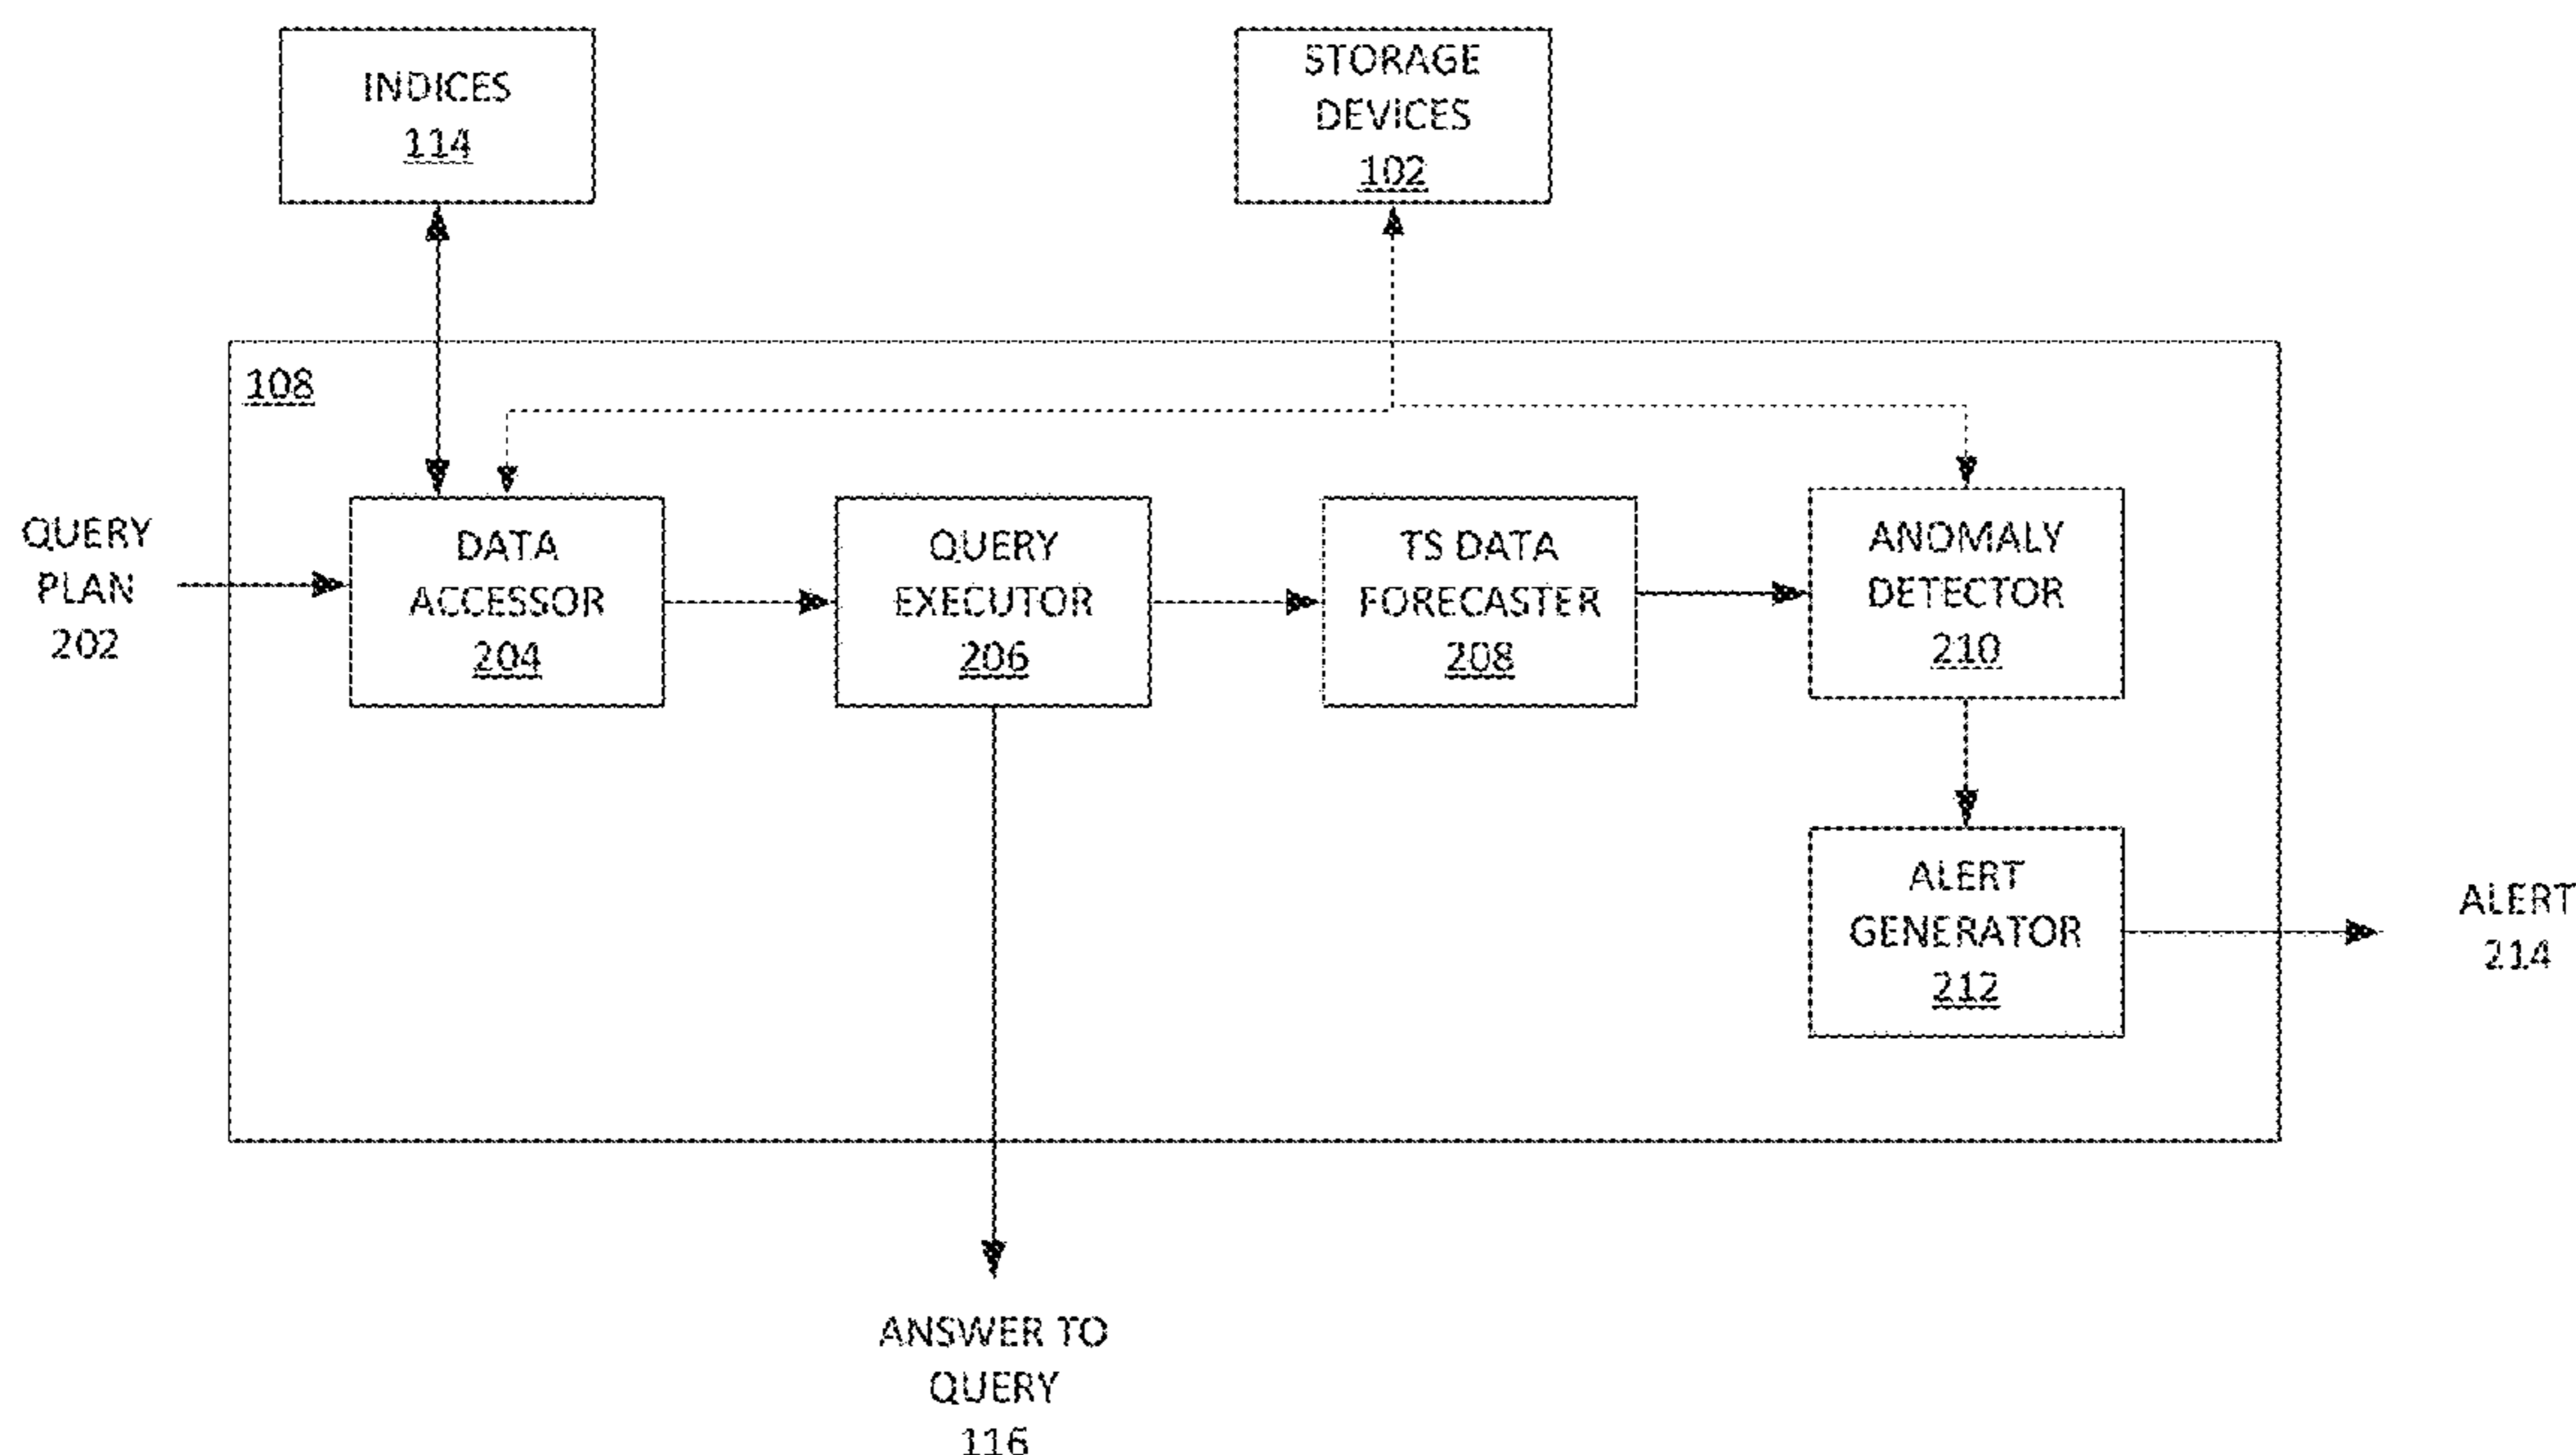 INDICES
114
STORAGE
DEVICES
102
108
QUERY
PLAN
202
DATA
ACCESSOR
204
QUERY
EXECUTOR
206
TS DATA
FORECASTER
208
ANOMALY
DETECTOR
210
ALERT
GENERATOR
212
ALERT
214
ANSWER TO
QUERY
116